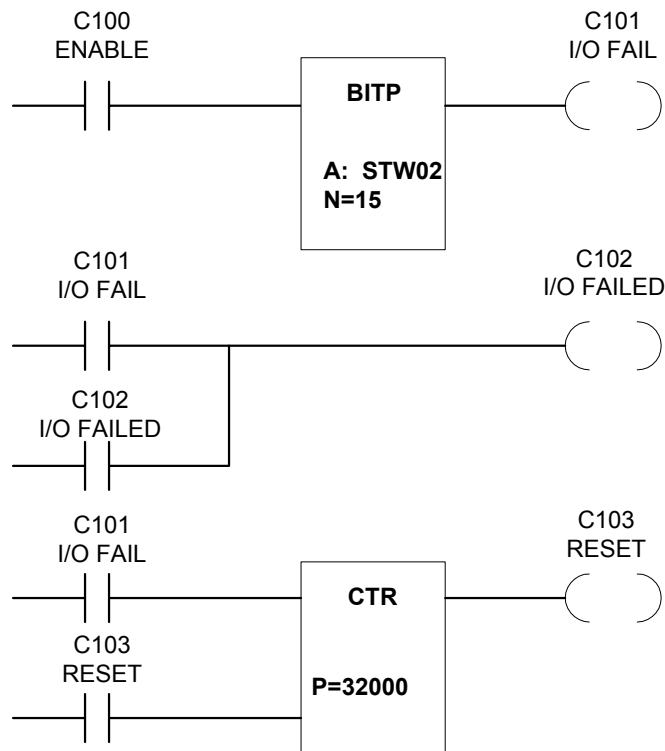 C100
ENABLE
C101
I/O FAIL
BITP
A: STW02
N=15
C101
I/O FAIL
C102
I/O FAILED
C102
I/O FAILED
C101
I/O FAIL
C103
RESET
CTR
C103
RESET
P=32000